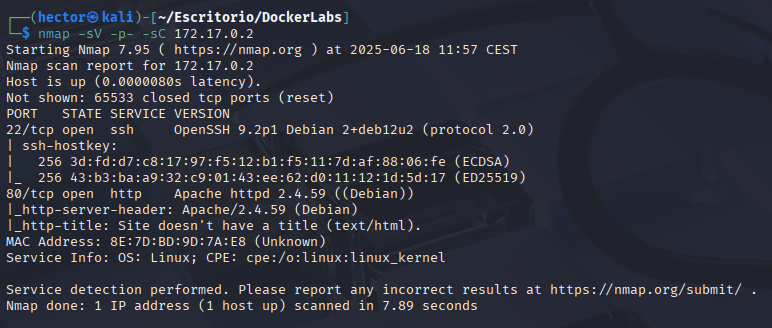 ┌──(hector㉿kali)-[~/Escritorio/DockerLabs]
└─$ nmap -sV -p- -sC 172.17.0.2
Starting Nmap 7.95 ( https://nmap.org ) at 2025-06-18 11:57 CEST
Nmap scan report for 172.17.0.2
Host is up (0.0000080s latency).
Not shown: 65533 closed tcp ports (reset)
PORT   STATE SERVICE VERSION
22/tcp open  ssh     OpenSSH 9.2p1 Debian 2+deb12u2 (protocol 2.0)
| ssh-hostkey:
|   256 3d:fd:d7:c8:17:97:f5:12:b1:f5:11:7d:af:88:06:fe (ECDSA)
|_  256 43:b3:ba:a9:32:c9:01:43:ee:62:d0:11:12:1d:5d:17 (ED25519)
80/tcp open  http    Apache httpd 2.4.59 ((Debian))
|_http-server-header: Apache/2.4.59 (Debian)
|_http-title: Site doesn't have a title (text/html).
MAC Address: 8E:7D:BD:9D:7A:E8 (Unknown)
Service Info: OS: Linux; CPE: cpe:/o:linux:linux_kernel

Service detection performed. Please report any incorrect results at https://nmap.org/submit/ .
Nmap done: 1 IP address (1 host up) scanned in 7.89 seconds